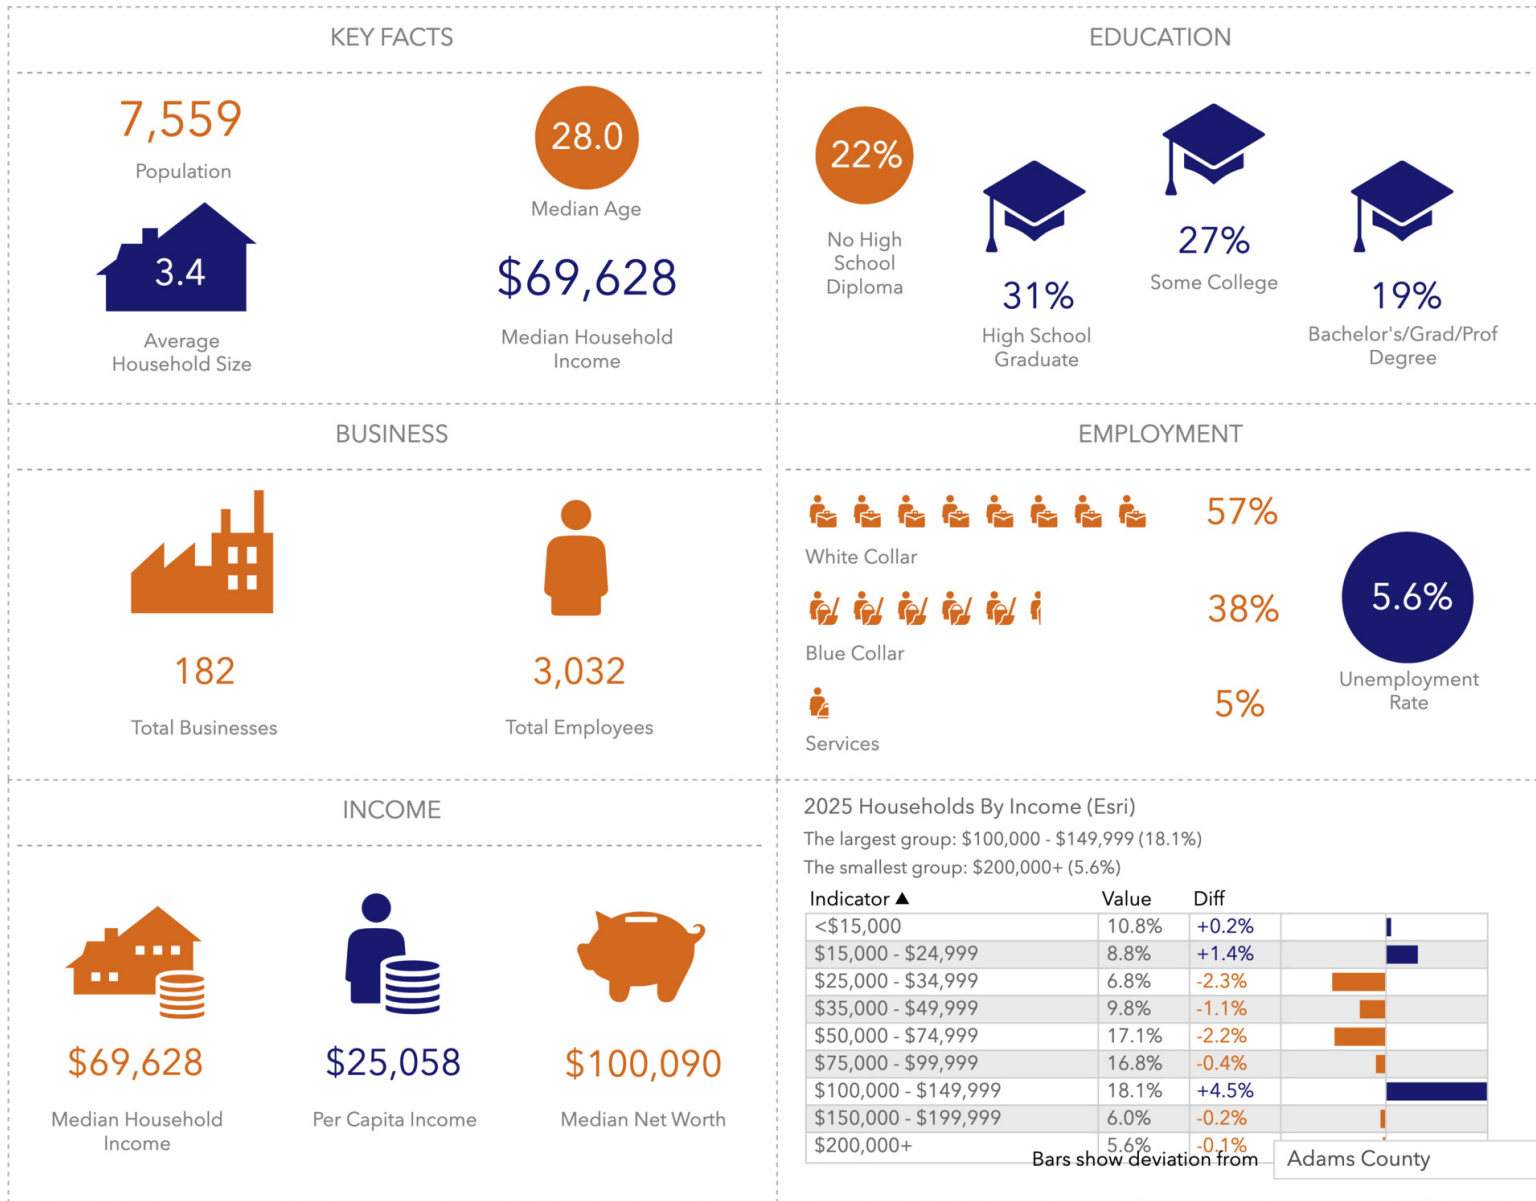 KEY FACTS
7,559
Population
28.0
Median Age
3.4
Average
Household Size
$69,628
Median Household
Income
EDUCATION
22%
No High
School
Diploma
31%
High School
Graduate
27%
Some College
19%
Bachelor's/Grad/Prof
Degree
BUSINESS
182
Total Businesses
3,032
Total Employees
EMPLOYMENT
57%
White Collar
38%
Blue Collar
5%
Services
5.6%
Unemployment
Rate
INCOME
$69,628
Median Household
Income
$25,058
Per Capita Income
$100,090
Median Net Worth
2025 Households By Income (Esri)
The largest group: $100,000 - $149,999 (18.1%)
The smallest group: $200,000+ (5.6%)
Indicator ▲ Value Diff
<$15,000 10.8% +0.2%
$15,000 - $24,999 8.8% +1.4%
$25,000 - $34,999 6.8% -2.3%
$35,000 - $49,999 9.8% -1.1%
$50,000 - $74,999 17.1% -2.2%
$75,000 - $99,999 16.8% -0.4%
$100,000 - $149,999 18.1% +4.5%
$150,000 - $199,999 6.0% -0.2%
$200,000+ 5.6% -0.1%
Bars show deviation from Adams County